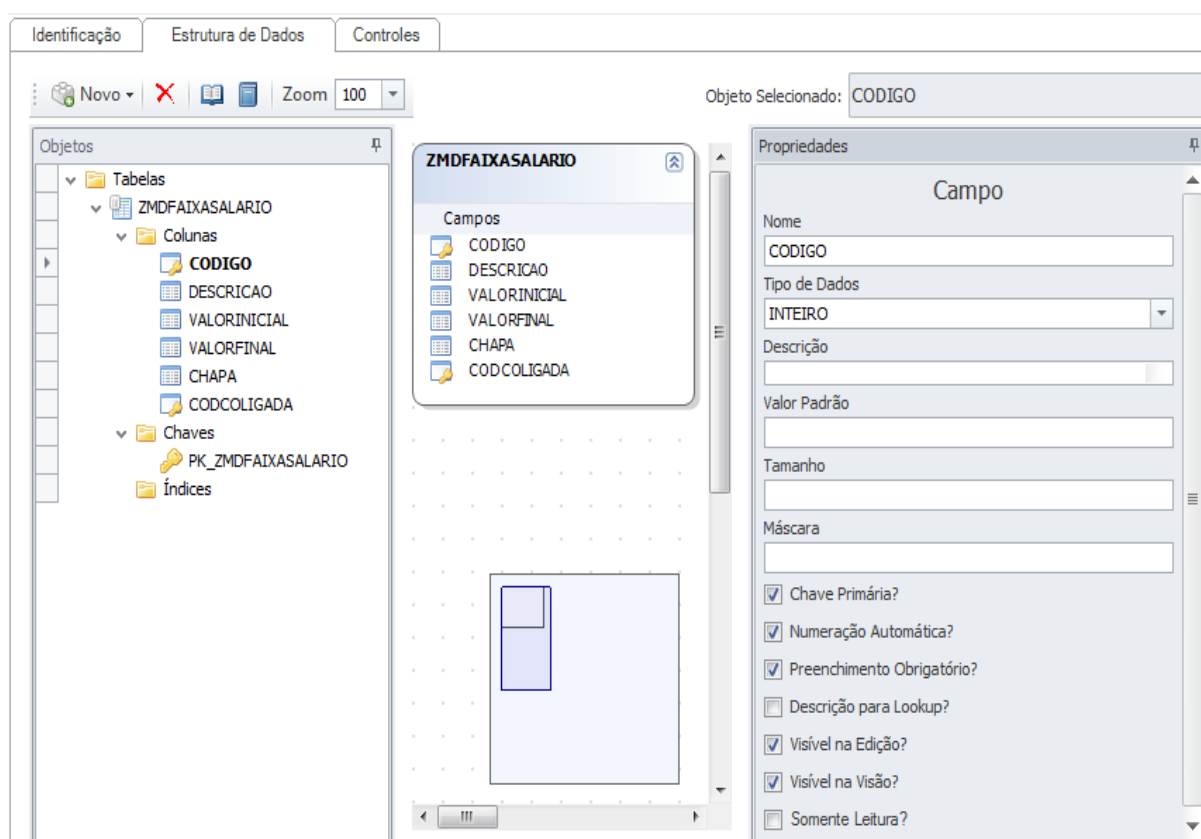 Identificação
Estrutura de Dados
Controles
Novo
Zoom 100
Objeto Selecionado: CODIGO
Objetos
Tabelas
ZMDFAIXASALARIO
Colunas
CODIGO
DESCRICAO
VALORINICIAL
VALORFINAL
CHAPA
CODCOLIGADA
Chaves
PK_ZMDFAIXASALARIO
Índices
ZMDFAIXASALARIO
Campos
CODIGO
DESCRICAO
VALORINICIAL
VALORFINAL
CHAPA
CODCOLIGADA
Propriedades
Campo
Nome
CODIGO
Tipo de Dados
INTEIRO
Descrição
Valor Padrão
Tamanho
Máscara
Chave Primária?
Numeração Automática?
Preenchimento Obrigatório?
Descrição para Lookup?
Visível na Edição?
Visível na Visão?
Somente Leitura?